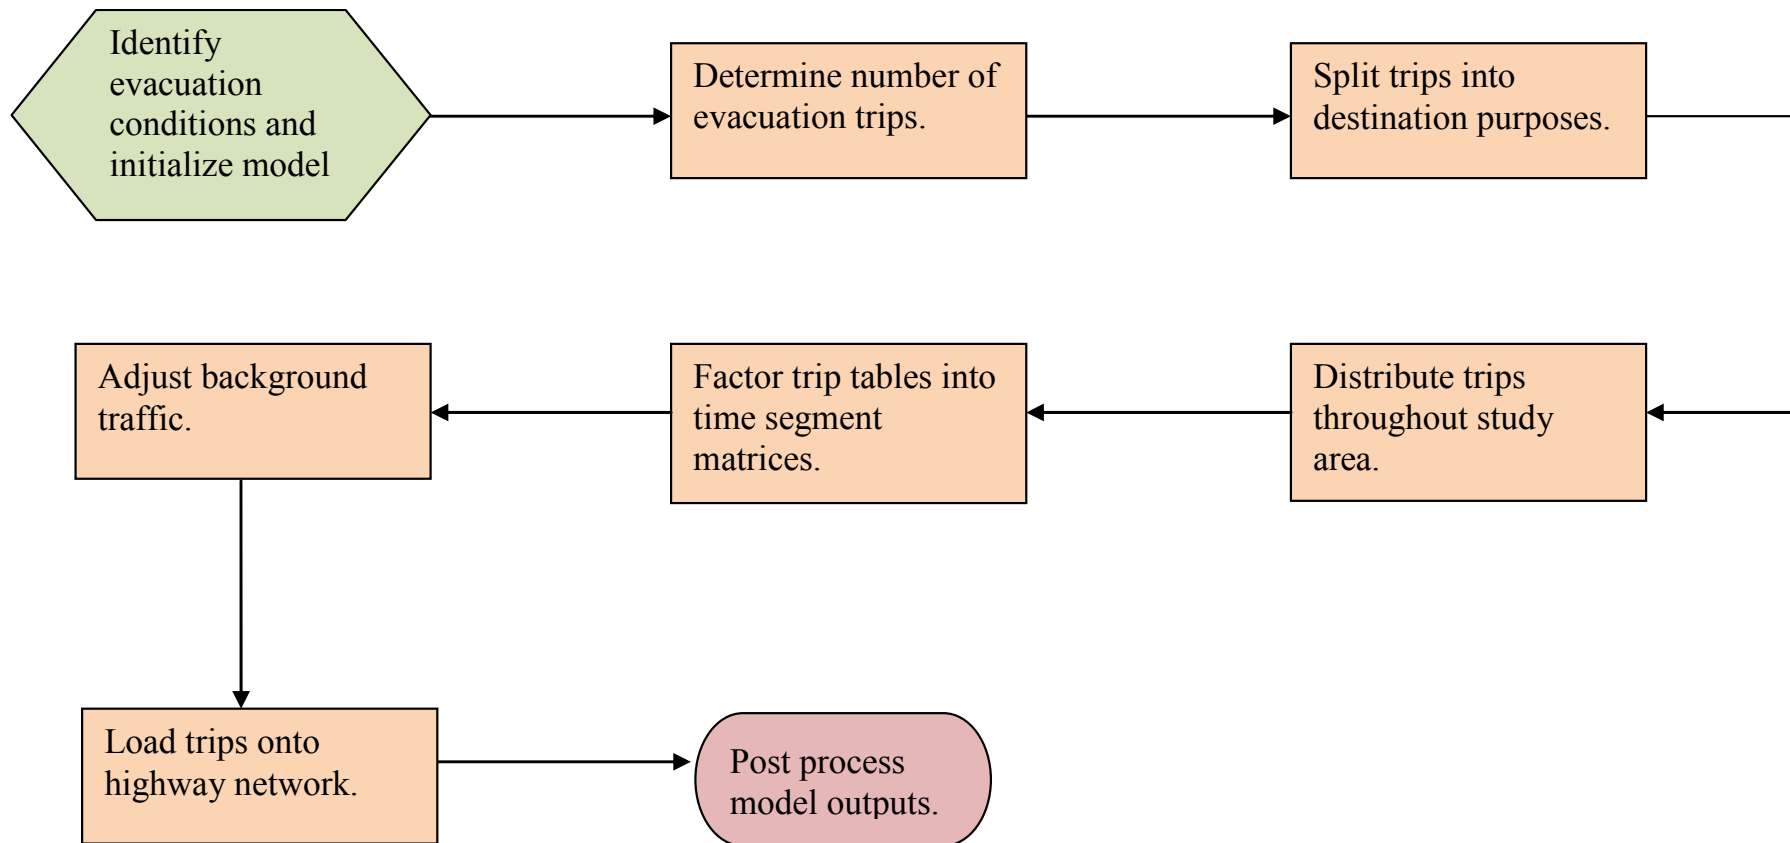 Identify
evacuation
conditions and
initialize model
Determine number of
evacuation trips.
Split trips into
destination purposes.
Distribute trips
throughout study
area.
Factor trip tables into
time segment
matrices.
Adjust background
traffic.
Load trips onto
highway network.
Post process
model outputs.